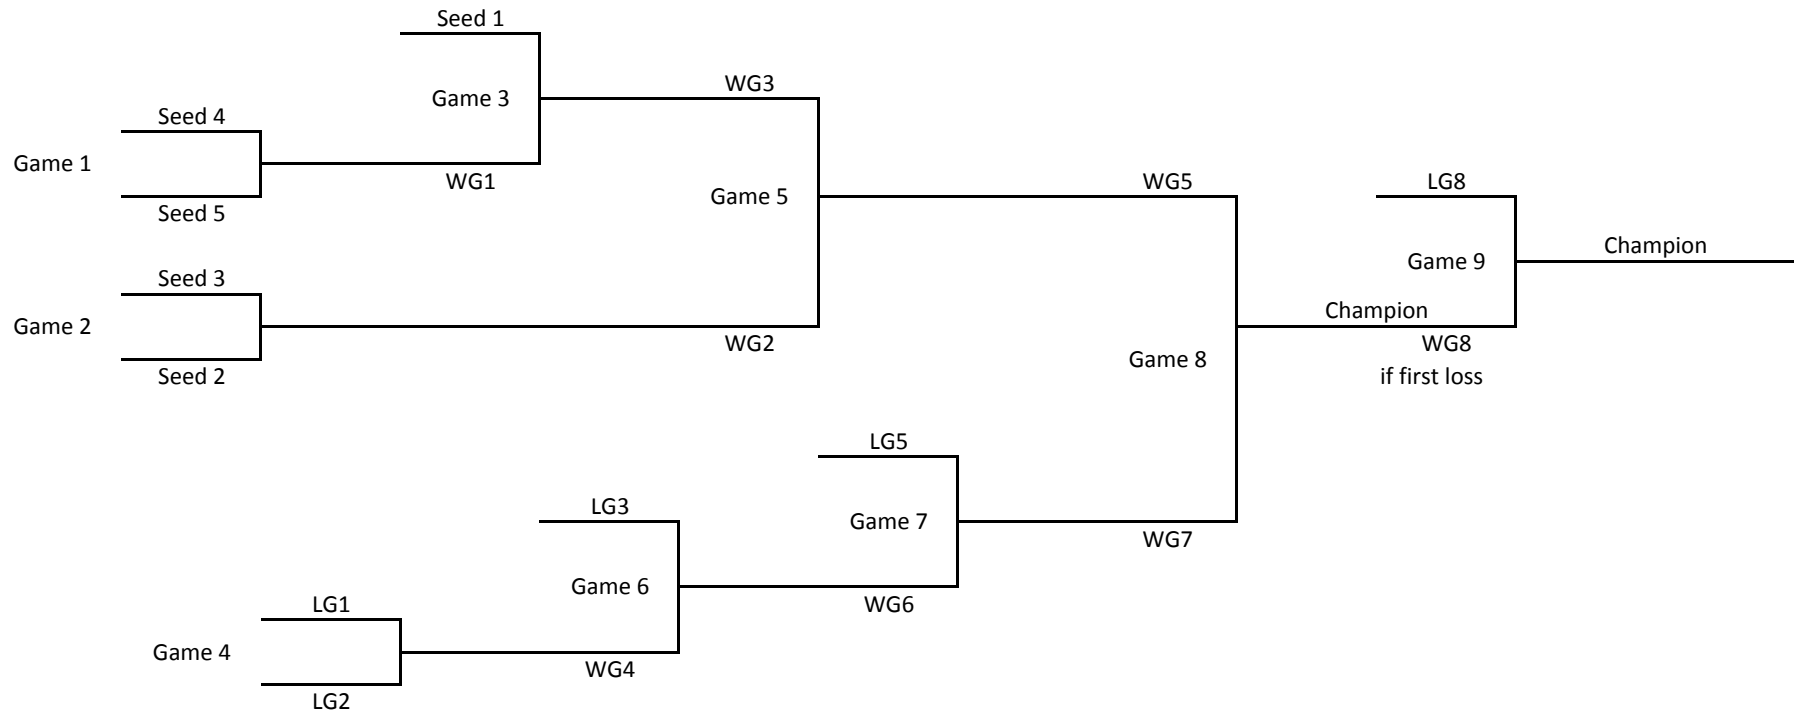 Seed 1
WG3
Game 3
Seed 4
Game 1
WG1
Seed 5
WG5
LG8
Game 5
Champion
Game 9
Seed 3
Champion
Game 2
WG2
WG8
Game 8
Seed 2
if first loss
LG5
LG3
Game 7
WG7
Game 6
LG1
WG6
Game 4
WG4
LG2